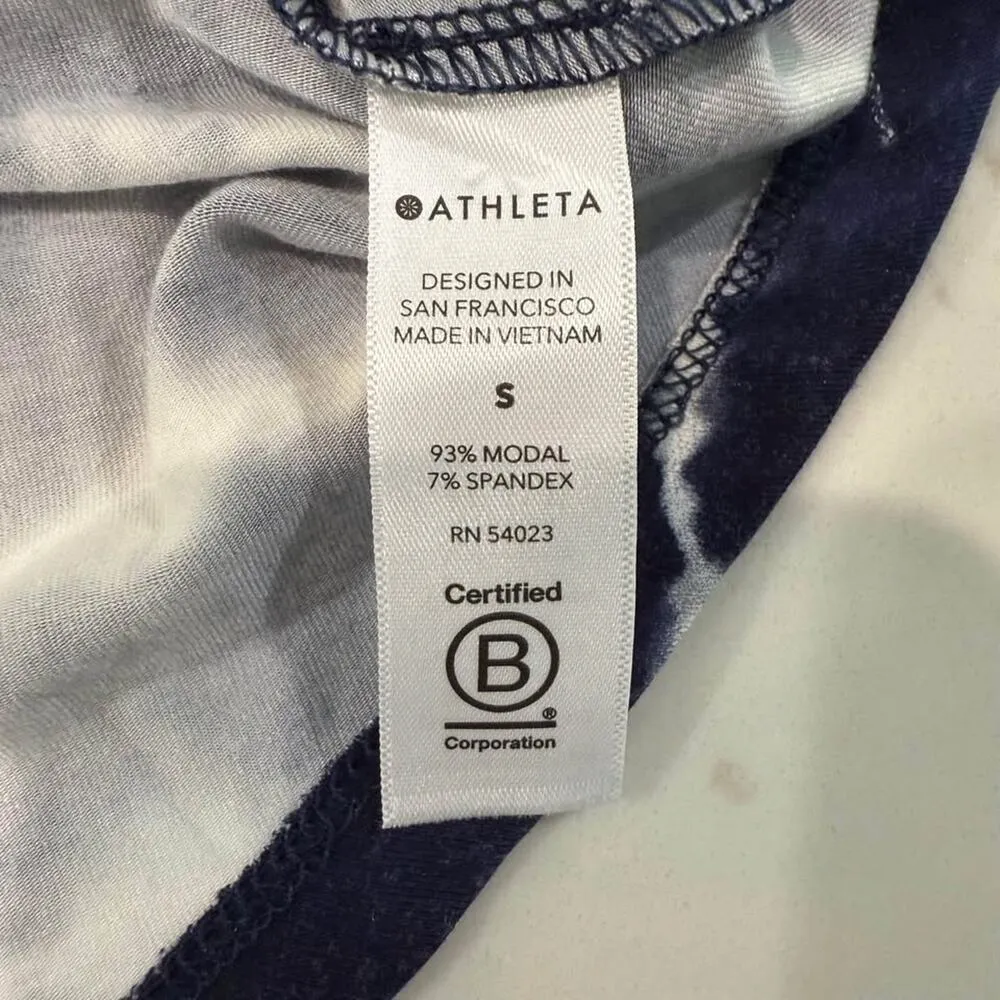 ATHLETA
DESIGNED IN
SAN FRANCISCO
MADE IN VIETNAM
S
93% MODAL
7% SPANDEX
RN 54023
Certified
B
®
Corporation